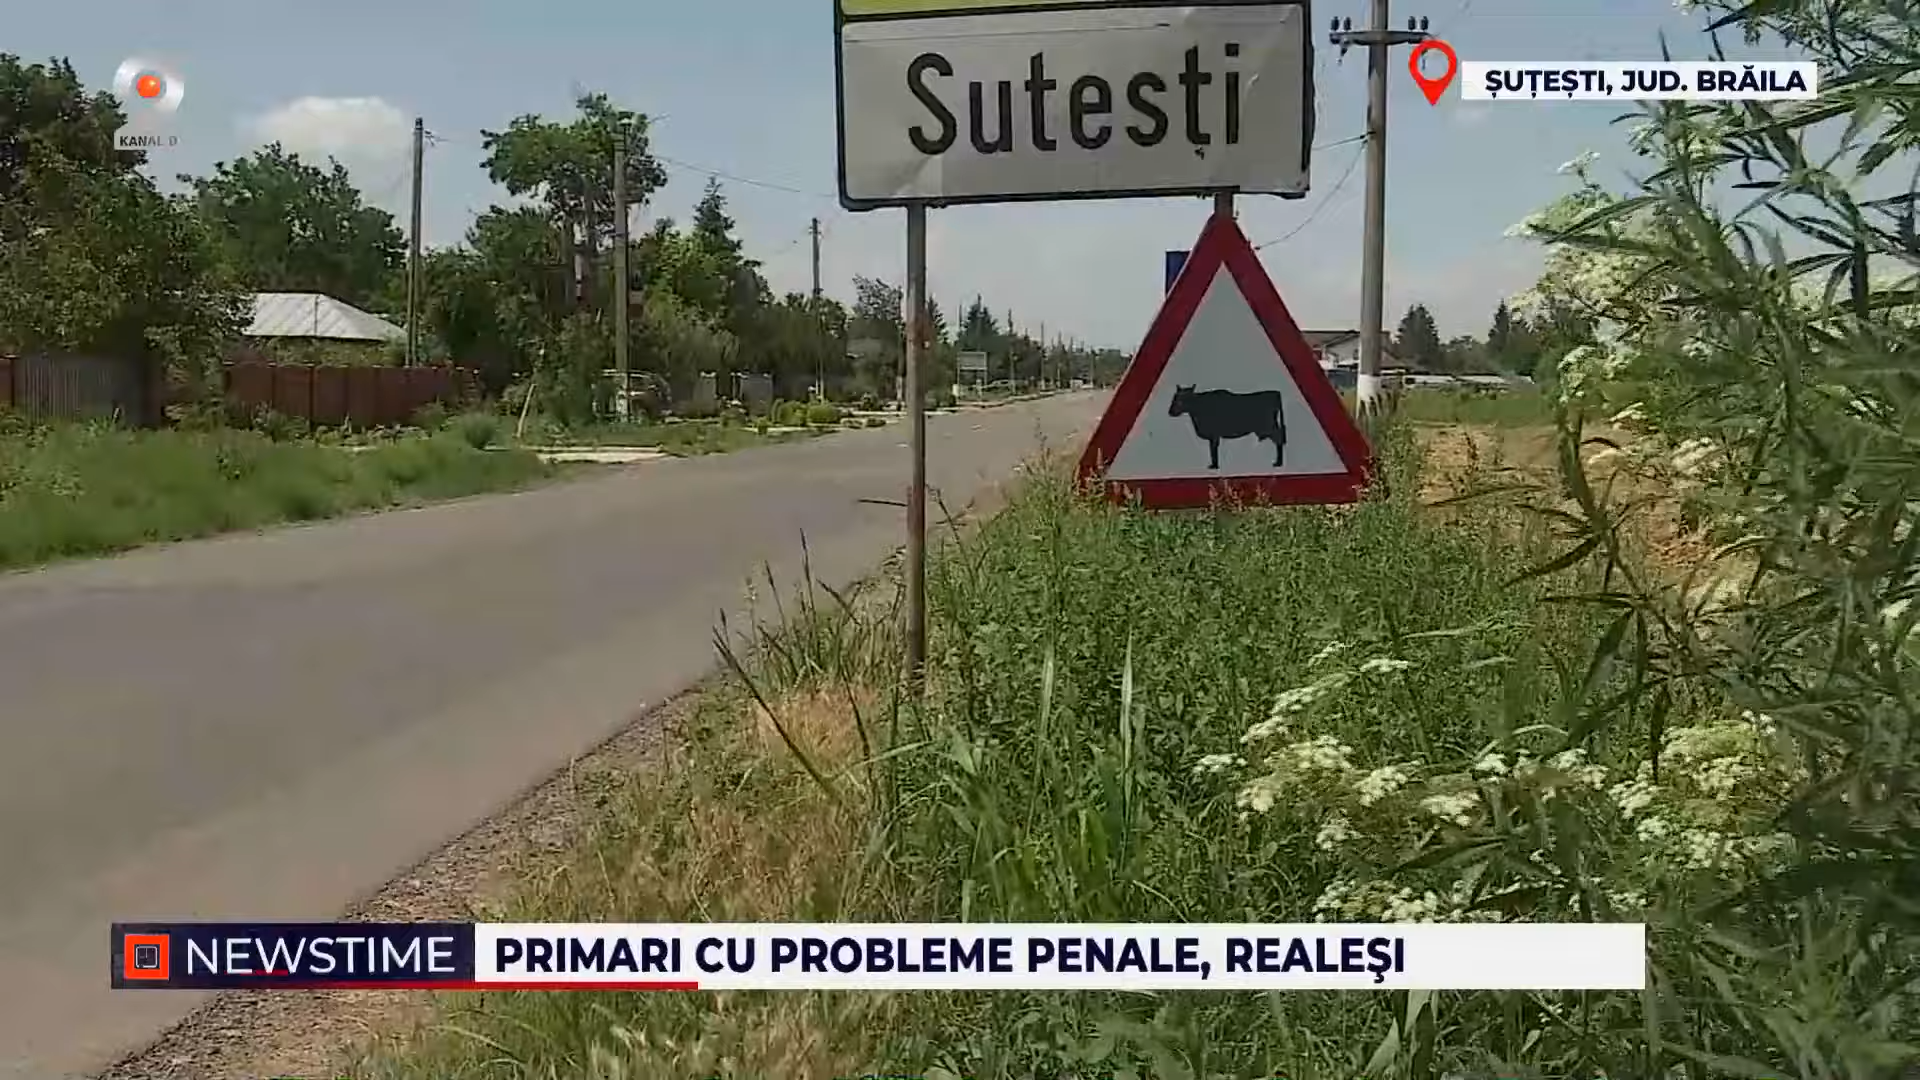 Sutești
ȘUȚEȘTI, JUD. BRĂILA
KANAL D
NEWSTIME
PRIMARI CU PROBLEME PENALE, REALEŞI